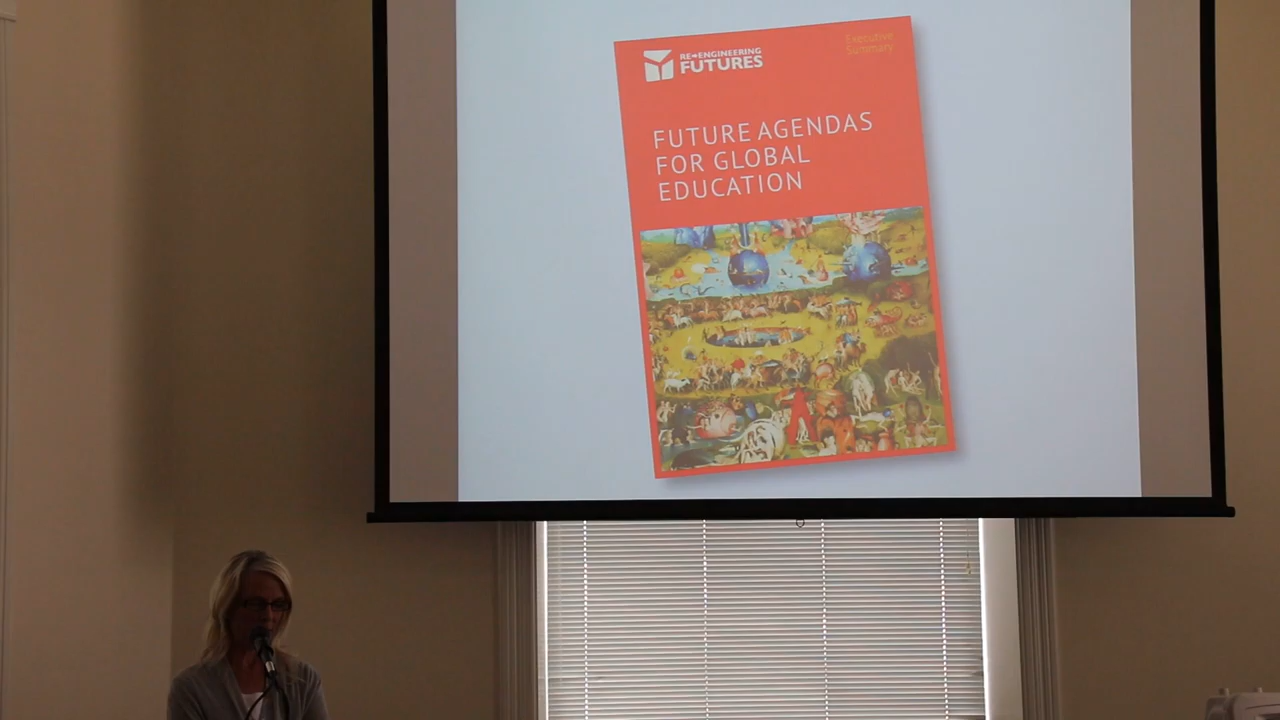 RE-ENGINEERING
FUTURES
Executive
Summary
FUTURE AGENDAS
FOR GLOBAL
EDUCATION